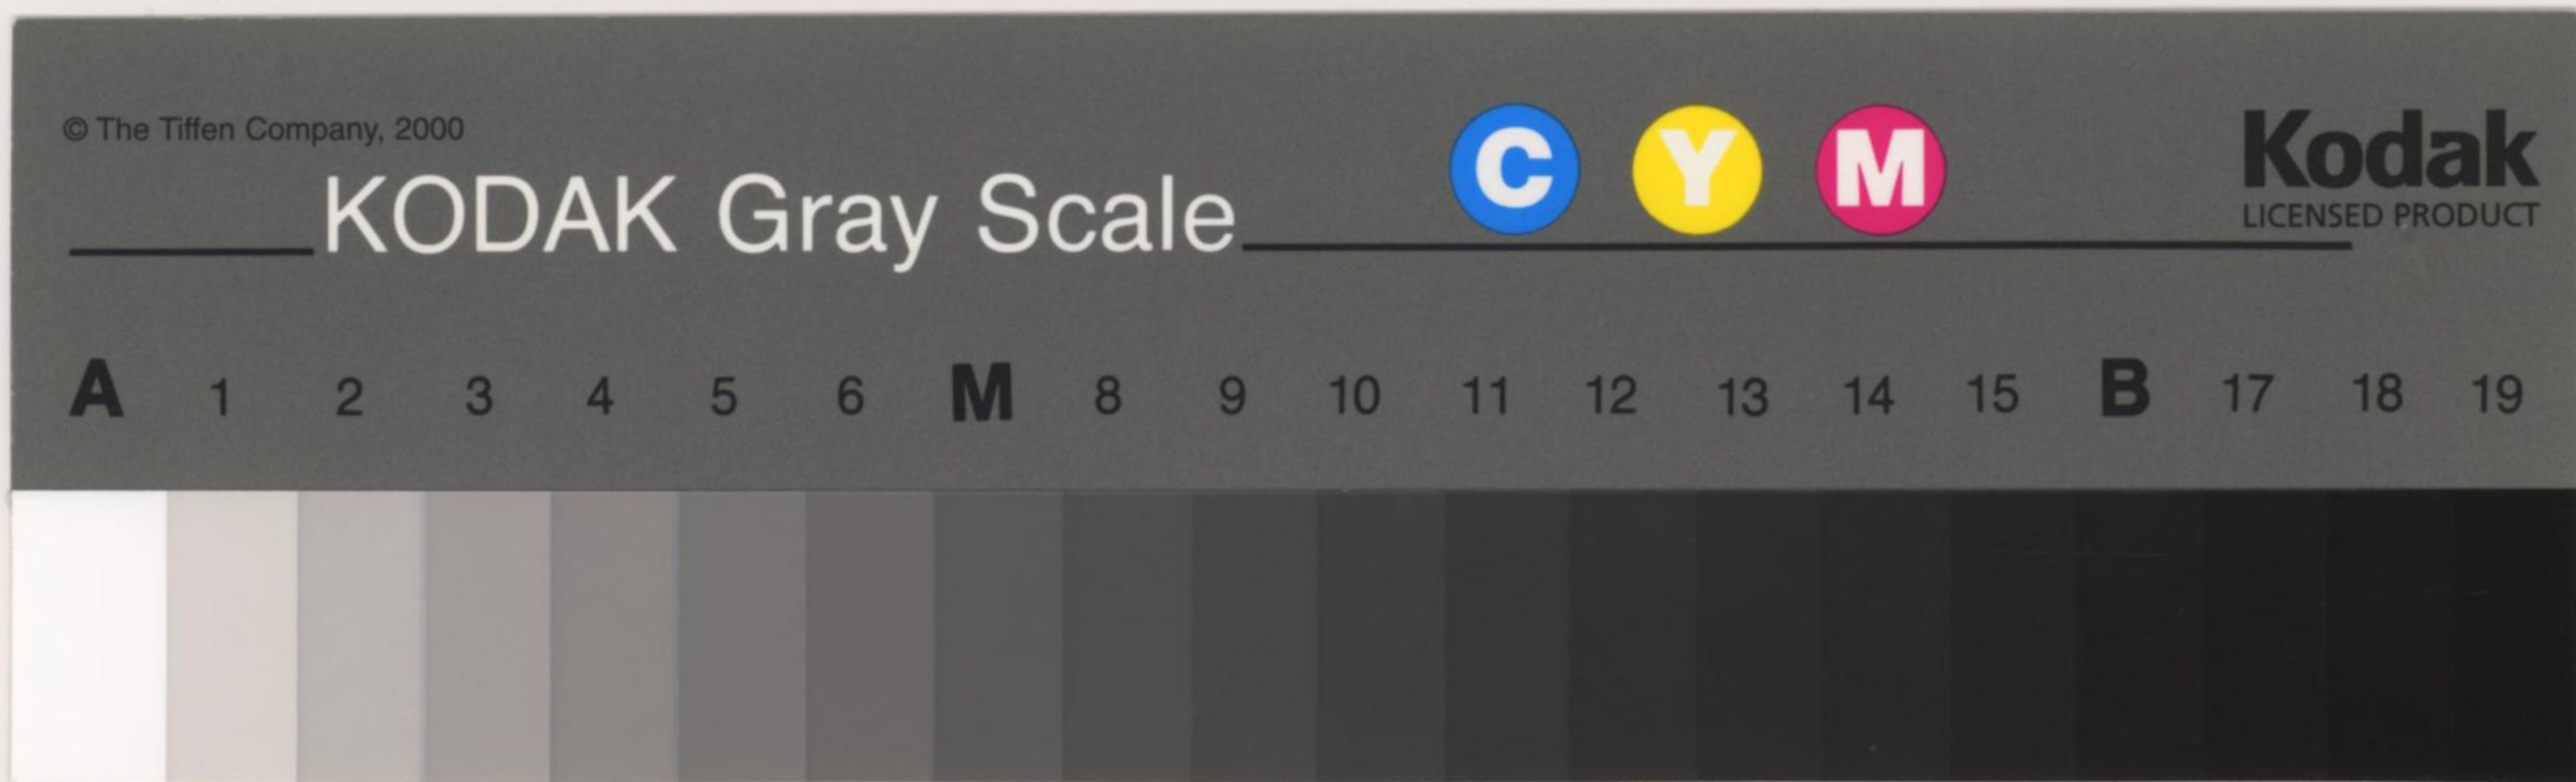 © The Tiffen Company, 2000
KODAK Gray Scale
C Y M
Kodak
LICENSED PRODUCT
A 1 2 3 4 5 6 M 8 9 10 11 12 13 14 15 B 17 18 19